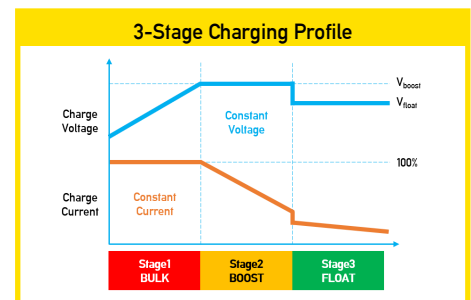 3-Stage Charging Profile
Charge
Voltage
Constant
Voltage
Vboost
Vfloat
100%
Charge
Current
Constant
Current
Stage1
BULK
Stage2
BOOST
Stage3
FLOAT